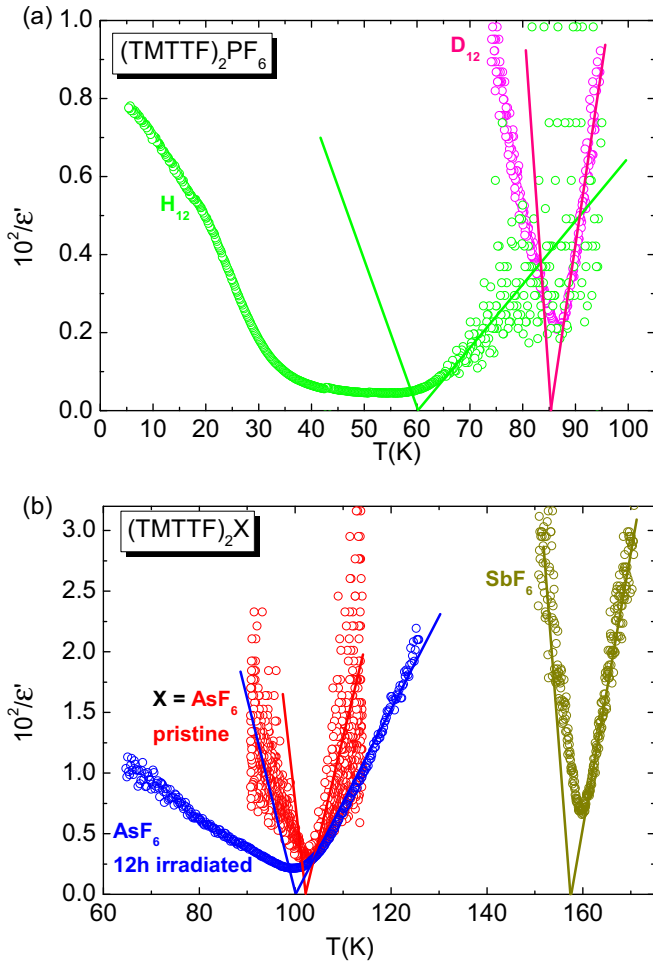 (a)
(TMTTF)₂PF₆
D₁₂
H₁₂
10²/ε'
1.0
0.8
0.6
0.4
0.2
0.0
0 10 20 30 40 50 60 70 80 90 100
T(K)
(b)
(TMTTF)₂X
SbF₆
X = AsF₆
pristine
AsF₆
12h irradiated
10²/ε'
3.0
2.5
2.0
1.5
1.0
0.5
0.0
60 80 100 120 140 160
T(K)